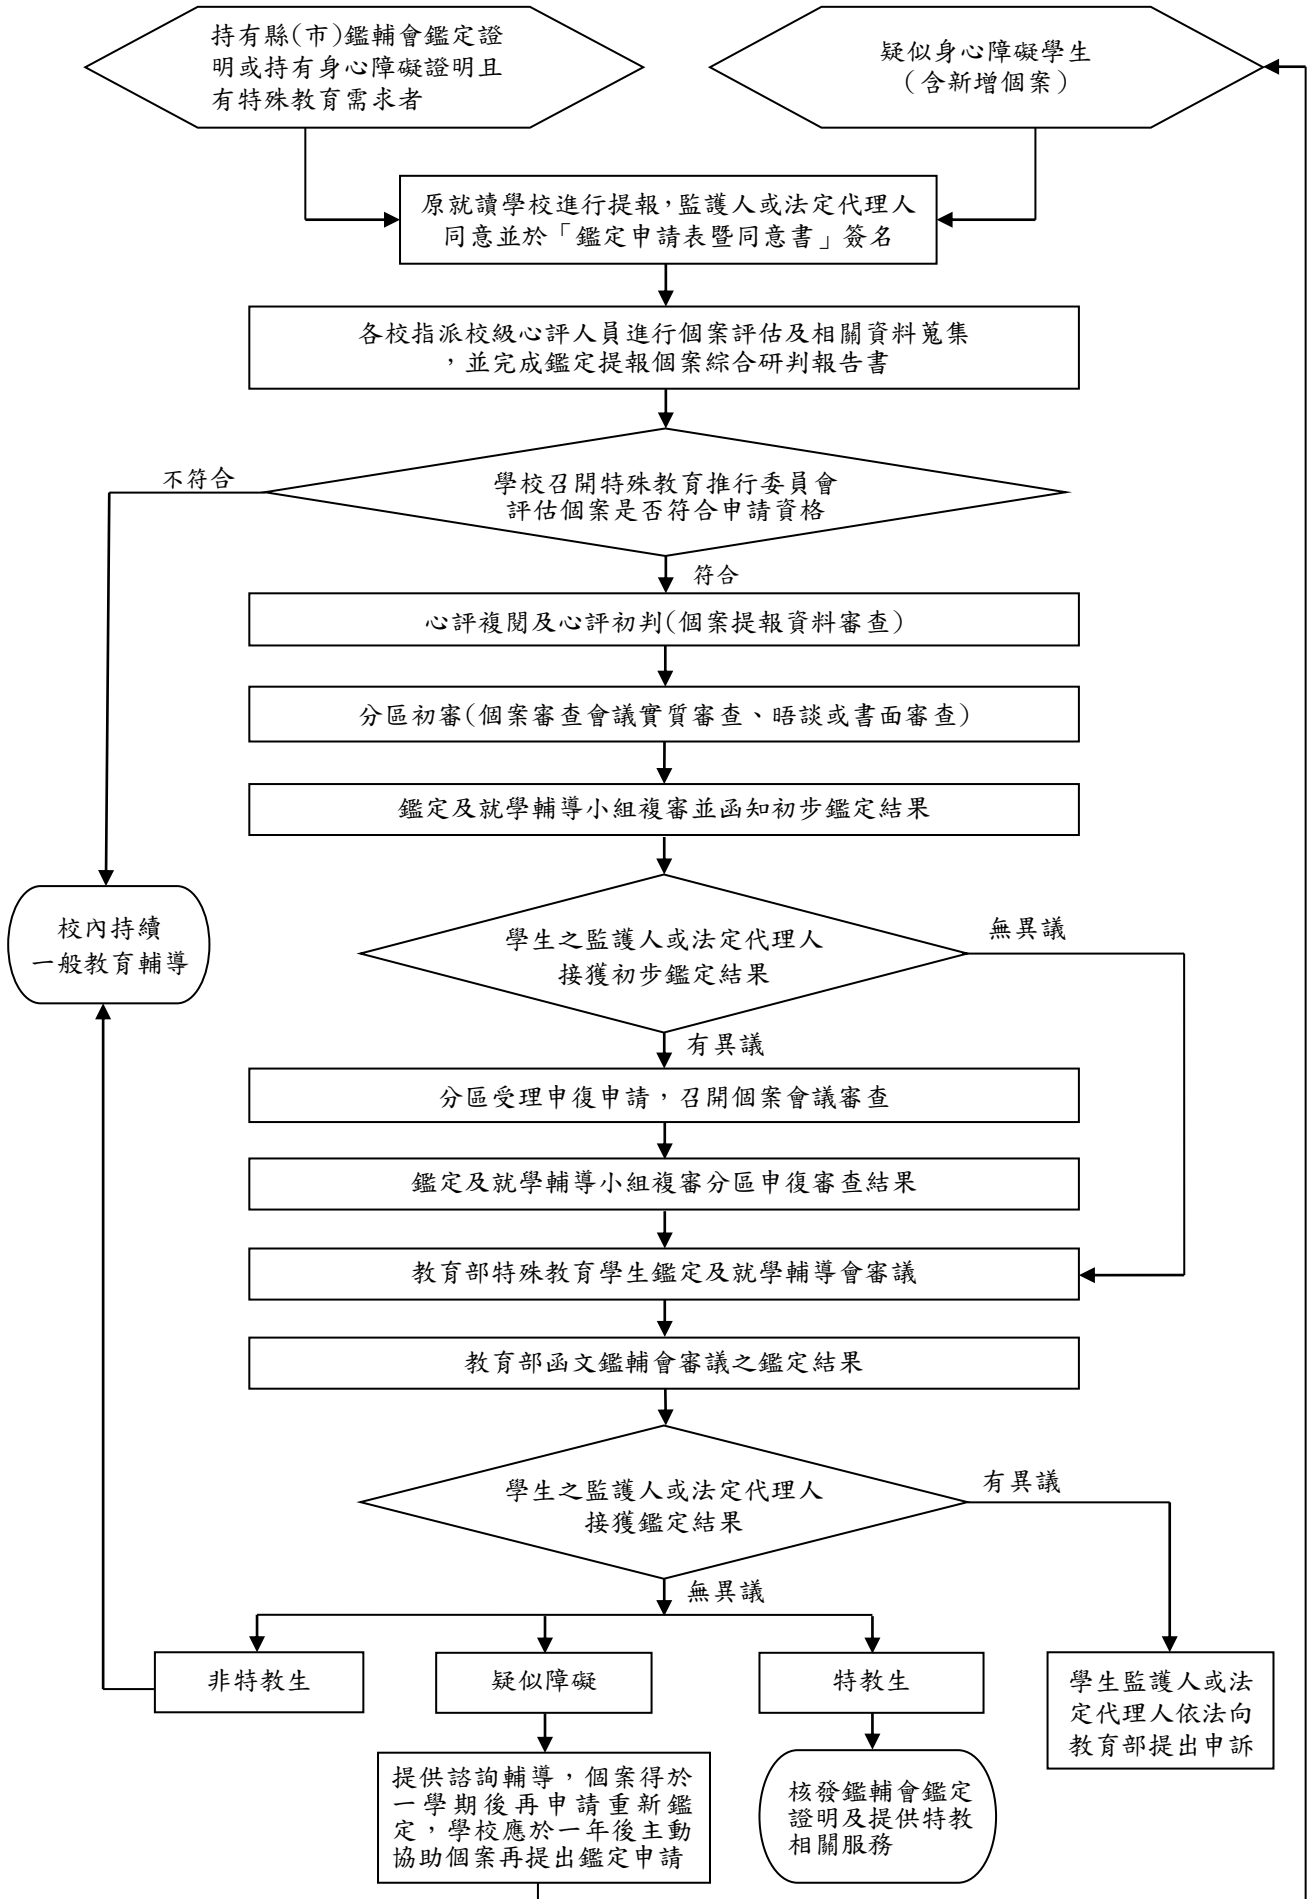 持有縣(市)鑑輔會鑑定證
明或持有身心障礙證明且
有特殊教育需求者
疑似身心障礙學生
（含新增個案）
原就讀學校進行提報，監護人或法定代理人
同意並於「鑑定申請表暨同意書」簽名
各校指派校級心評人員進行個案評估及相關資料蒐集
，並完成鑑定提報個案綜合研判報告書
不符合
學校召開特殊教育推行委員會
評估個案是否符合申請資格
符合
心評複閱及心評初判(個案提報資料審查)
分區初審(個案審查會議實質審查、晤談或書面審查)
鑑定及就學輔導小組複審並函知初步鑑定結果
校內持續
一般教育輔導
學生之監護人或法定代理人
接獲初步鑑定結果
無異議
有異議
分區受理申復申請，召開個案會議審查
鑑定及就學輔導小組複審分區申復審查結果
教育部特殊教育學生鑑定及就學輔導會審議
教育部函文鑑輔會審議之鑑定結果
學生之監護人或法定代理人
接獲鑑定結果
有異議
無異議
非特教生
疑似障礙
特教生
學生監護人或法
定代理人依法向
教育部提出申訴
提供諮詢輔導，個案得於
一學期後再申請重新鑑
定，學校應於一年後主動
協助個案再提出鑑定申請
核發鑑輔會鑑定
證明及提供特教
相關服務